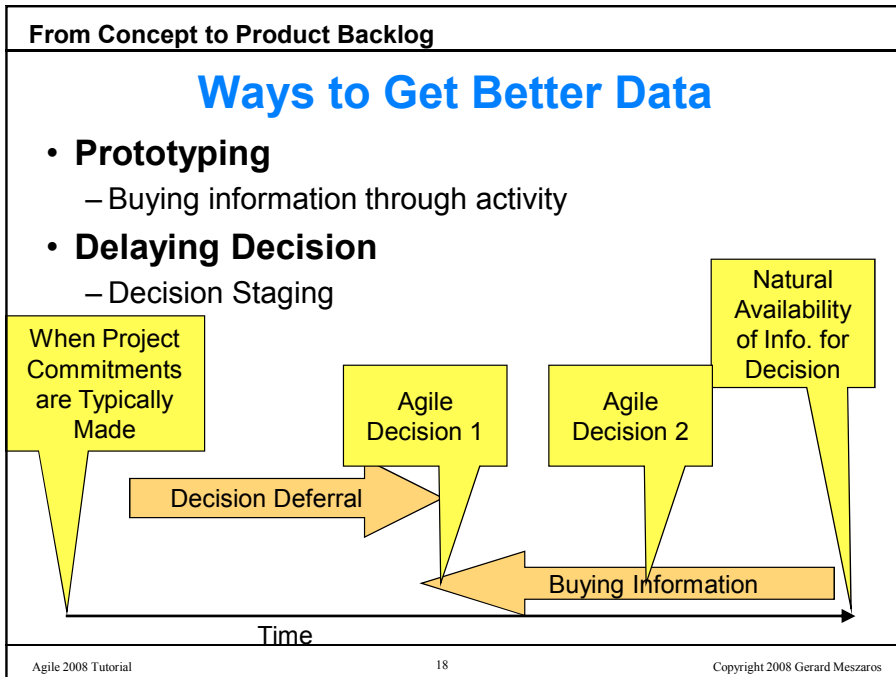 From Concept to Product Backlog
Ways to Get Better Data
• Prototyping
– Buying information through activity
• Delaying Decision
– Decision Staging
Natural
Availability
of Info. for
Decision
When Project
Commitments
are Typically
Made
Agile
Decision 1
Agile
Decision 2
Decision Deferral
Buying Information
Time
Agile 2008 Tutorial
18
Copyright 2008 Gerard Meszaros